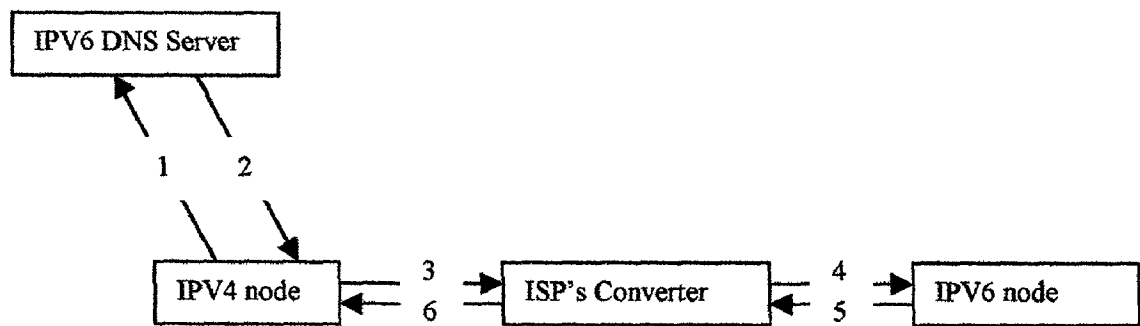 IPV6 DNS Server
1 2
IPV4 node 3 6 ISP's Converter 4 5 IPV6 node